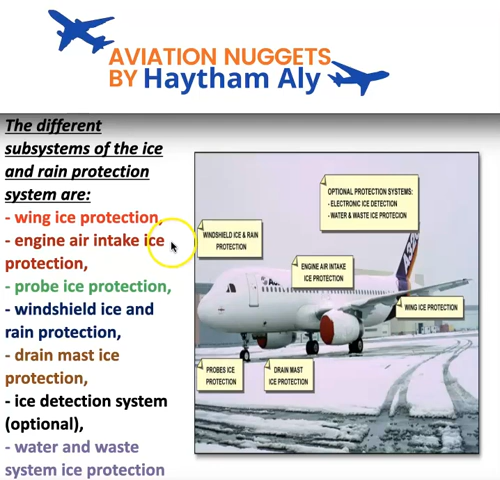 AVIATION NUGGETS
BY Haytham Aly
The different
subsystems of the ice
and rain protection
system are:
- wing ice protection,
- engine air intake ice
protection,
- probe ice protection,
- windshield ice and
rain protection,
- drain mast ice
protection,
- ice detection system
(optional),
- water and waste
system ice protection
OPTIONAL PROTECTION SYSTEMS:
- ELECTRONIC ICE DETECTION
- WATER & WASTE ICE PROTECION
WINDSHIELD ICE & RAIN
PROTECTION
ENGINE AIR INTAKE
ICE PROTECTION
WING ICE PROTECTION
PROBES ICE
PROTECTION
DRAIN MAST
ICE PROTECTION